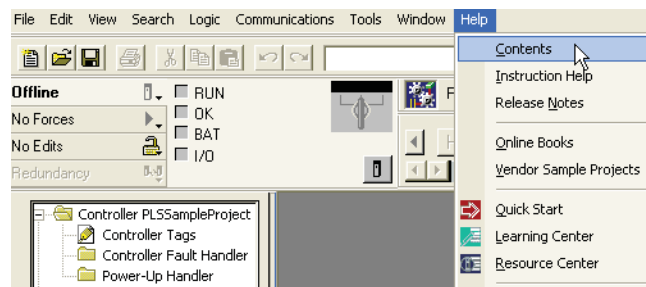 File Edit View Search Logic Communications Tools Window Help
Offline
RUN
No Forces
OK
No Edits
BAT
Redundancy
I/O
F
H
Contents
Instruction Help
Release Notes
Online Books
Vendor Sample Projects
Quick Start
Learning Center
Resource Center
Controller PLSSampleProject
Controller Tags
Controller Fault Handler
Power-Up Handler